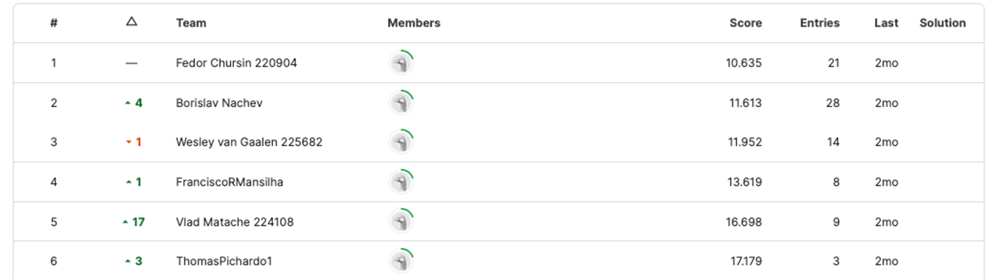 # △ Team Members Score Entries Last Solution
1 — Fedor Chursin 220904 10.635 21 2mo
2 ▲ 4 Borislav Nachev 11.613 28 2mo
3 ▼ 1 Wesley van Gaalen 225682 11.952 14 2mo
4 ▲ 1 FranciscoRMansilha 13.619 8 2mo
5 ▲ 17 Vlad Matache 224108 16.698 9 2mo
6 ▲ 3 ThomasPichardo1 17.179 3 2mo